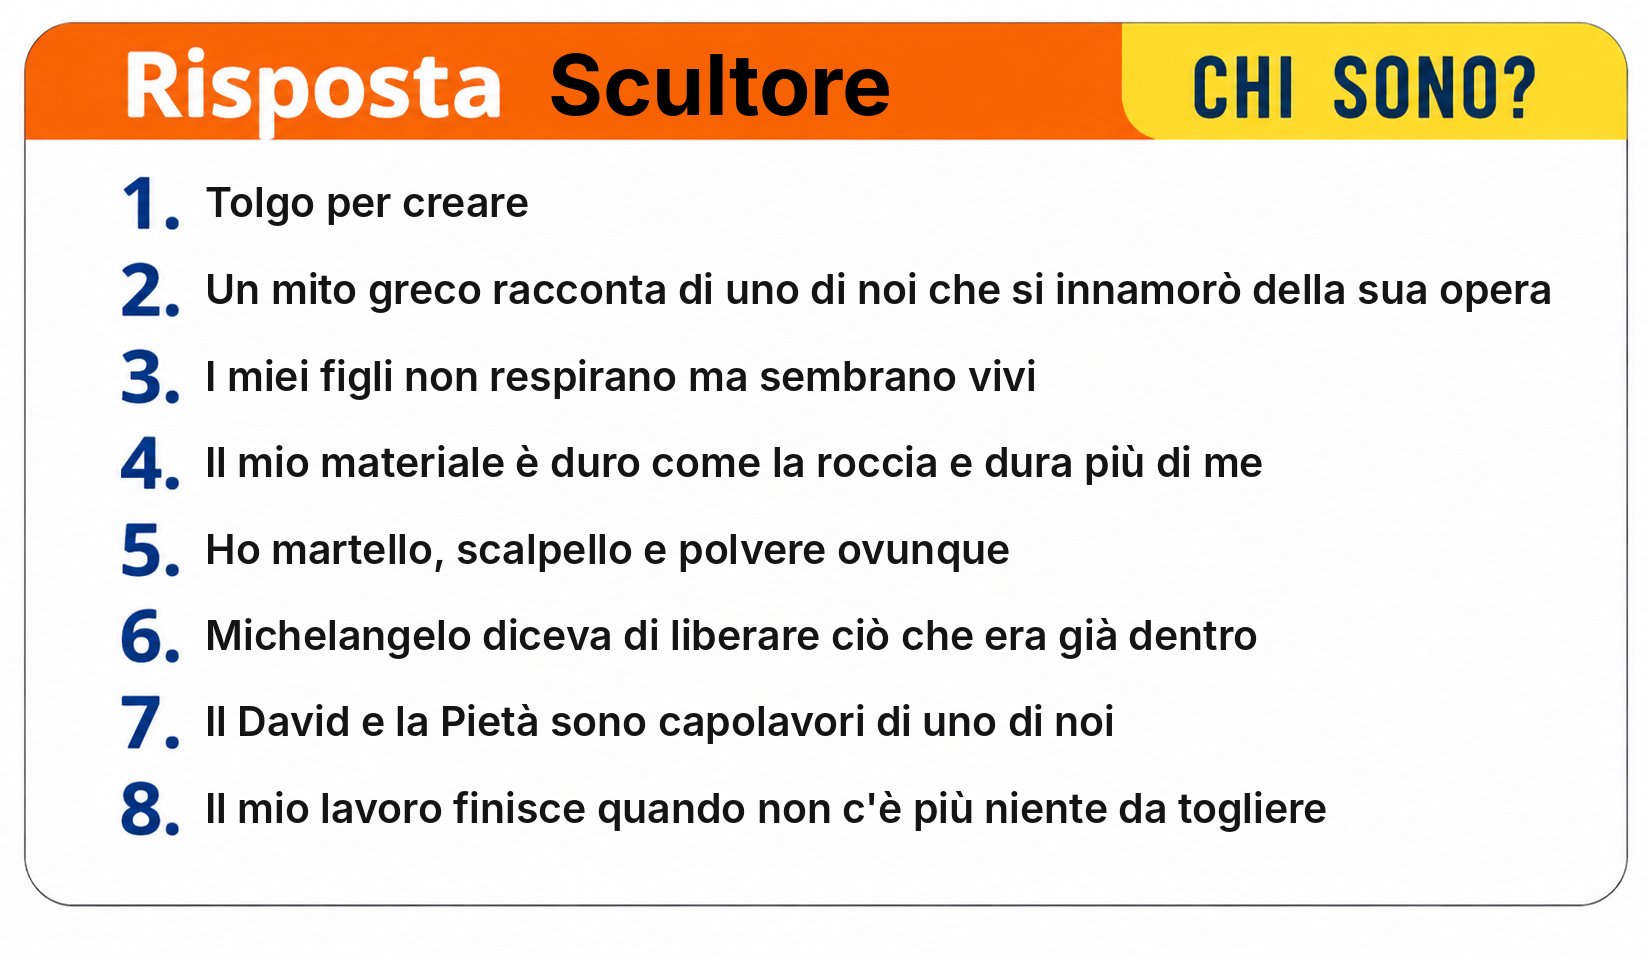 Risposta Scultore CHI SONO?
1. Tolgo per creare
2. Un mito greco racconta di uno di noi che si innamorò della sua opera
3. I miei figli non respirano ma sembrano vivi
4. Il mio materiale è duro come la roccia e dura più di me
5. Ho martello, scalpello e polvere ovunque
6. Michelangelo diceva di liberare ciò che era già dentro
7. Il David e la Pietà sono capolavori di uno di noi
8. Il mio lavoro finisce quando non c'è più niente da togliere